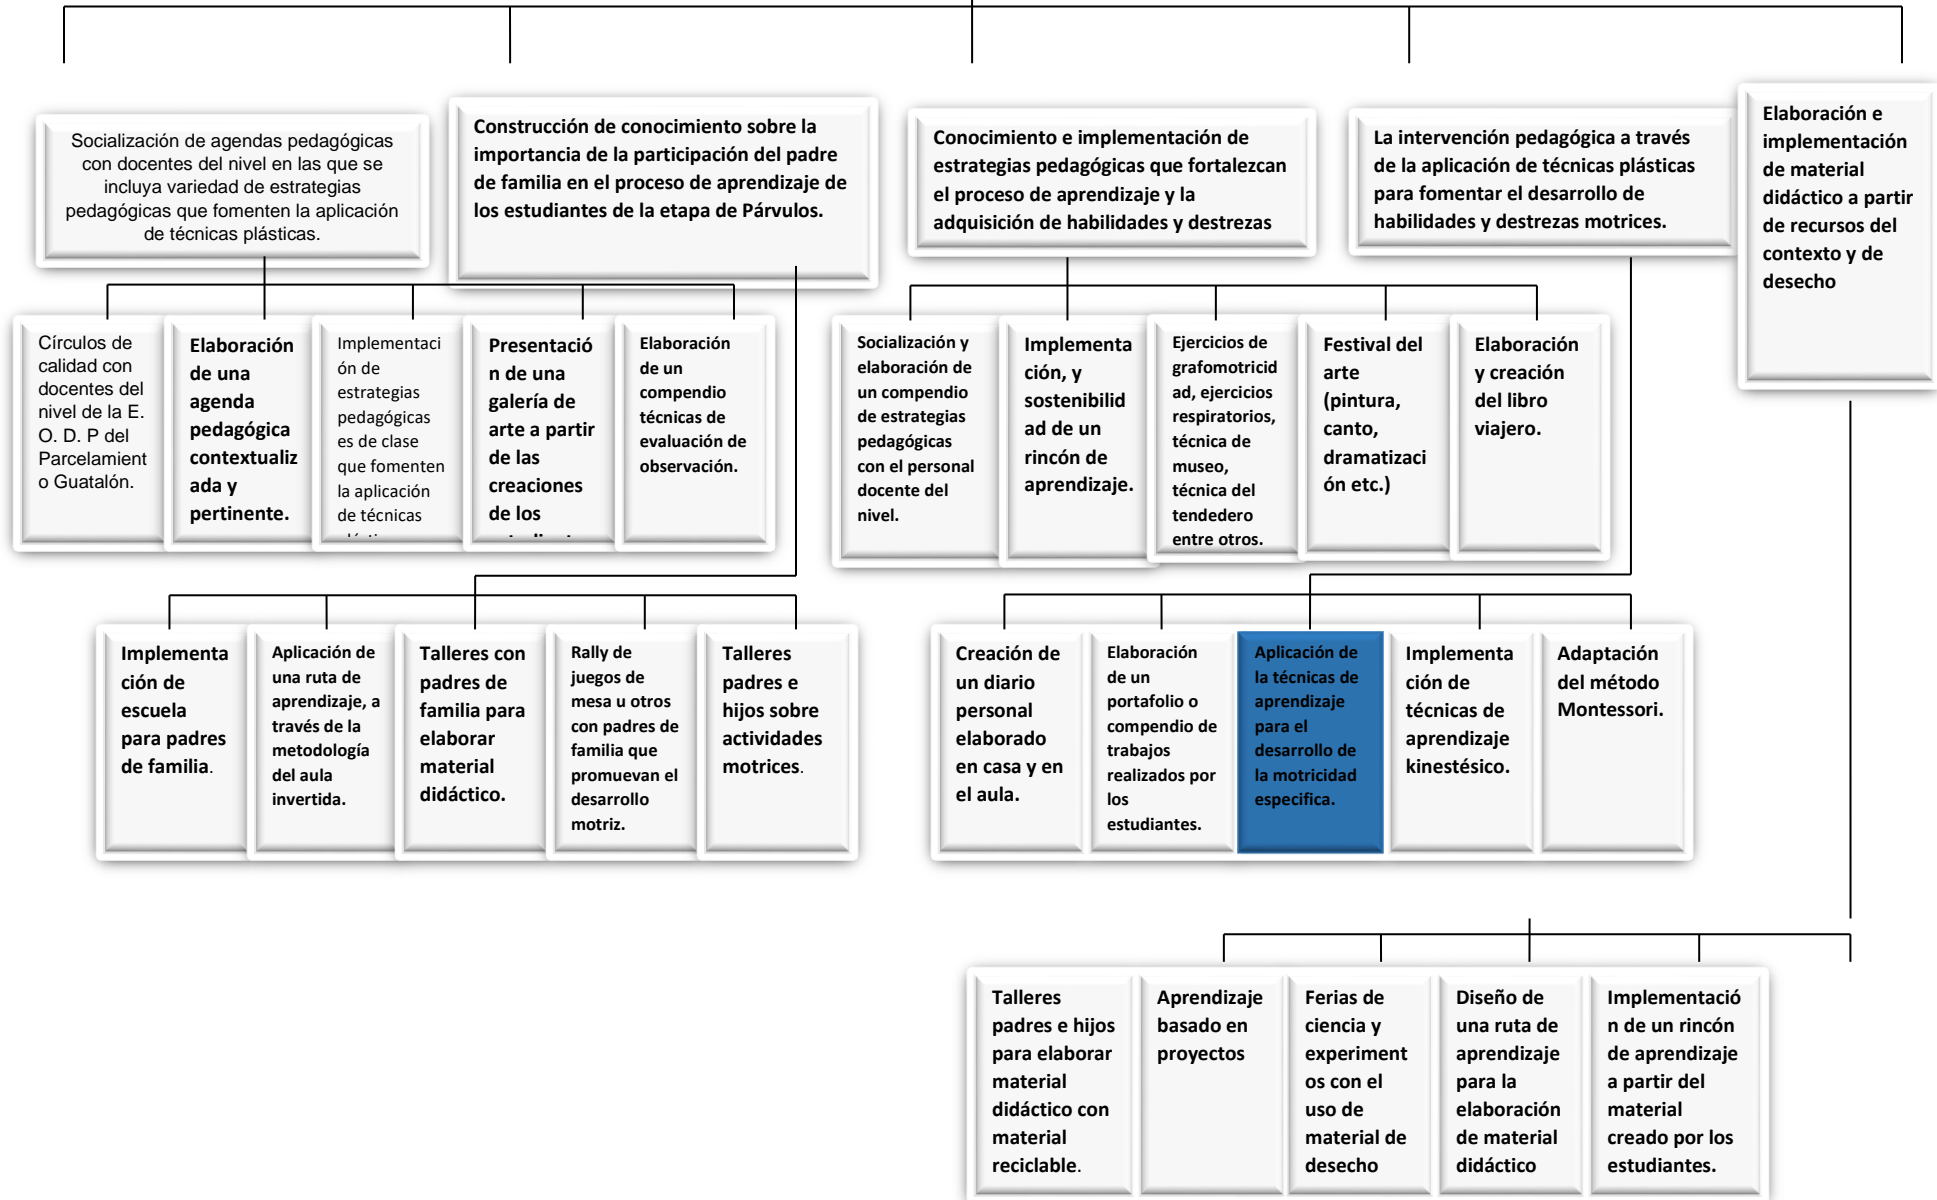 Socialización de agendas pedagógicas
con docentes del nivel en las que se
incluya variedad de estrategias
pedagógicas que fomenten la aplicación
de técnicas plásticas.
Construcción de conocimiento sobre la
importancia de la participación del padre
de familia en el proceso de aprendizaje de
los estudiantes de la etapa de Párvulos.
Conocimiento e implementación de
estrategias pedagógicas que fortalezcan
el proceso de aprendizaje y la
adquisición de habilidades y destrezas
La intervención pedagógica a través
de la aplicación de técnicas plásticas
para fomentar el desarrollo de
habilidades y destrezas motrices.
Elaboración e
implementación
de material
didáctico a partir
de recursos del
contexto y de
desecho
Círculos de
calidad con
docentes del
nivel de la E.
O. D. P del
Parcelamient
o Guatalón.
Elaboración
de una
agenda
pedagógica
contextualiz
ada y
pertinente.
Implementaci
ón de
estrategias
pedagógicas
es de clase
que fomenten
la aplicación
de técnicas
Presentació
n de una
galería de
arte a partir
de las
creaciones
de los
Elaboración
de un
compendio
técnicas de
evaluación de
observación.
Socialización y
elaboración de
un compendio
de estrategias
pedagógicas
con el personal
docente del
nivel.
Implementa
ción, y
sostenibilid
ad de un
rincón de
aprendizaje.
Ejercicios de
grafomotricid
ad, ejercicios
respiratorios,
técnica de
museo,
técnica del
tendedero
entre otros.
Festival del
arte
(pintura,
canto,
dramatizaci
ón etc.)
Elaboración
y creación
del libro
viajero.
Implementa
ción de
escuela
para padres
de familia.
Aplicación de
una ruta de
aprendizaje, a
través de la
metodología
del aula
invertida.
Talleres con
padres de
familia para
elaborar
material
didáctico.
Rally de
juegos de
mesa u otros
con padres de
familia que
promuevan el
desarrollo
motriz.
Talleres
padres e
hijos sobre
actividades
motrices.
Creación de
un diario
personal
elaborado
en casa y en
el aula.
Elaboración
de un
portafolio o
compendio de
trabajos
realizados por
los
estudiantes.
Aplicación de
la técnicas de
aprendizaje
para el
desarrollo de
la motricidad
especifica.
Implementa
ción de
técnicas de
aprendizaje
kinestésico.
Adaptación
del método
Montessori.
Talleres
padres e hijos
para elaborar
material
didáctico con
material
reciclable.
Aprendizaje
basado en
proyectos
Ferias de
ciencia y
experiment
os con el
uso de
material de
desecho
Diseño de
una ruta de
aprendizaje
para la
elaboración
de material
didáctico
Implementació
n de un rincón
de aprendizaje
a partir del
material
creado por los
estudiantes.